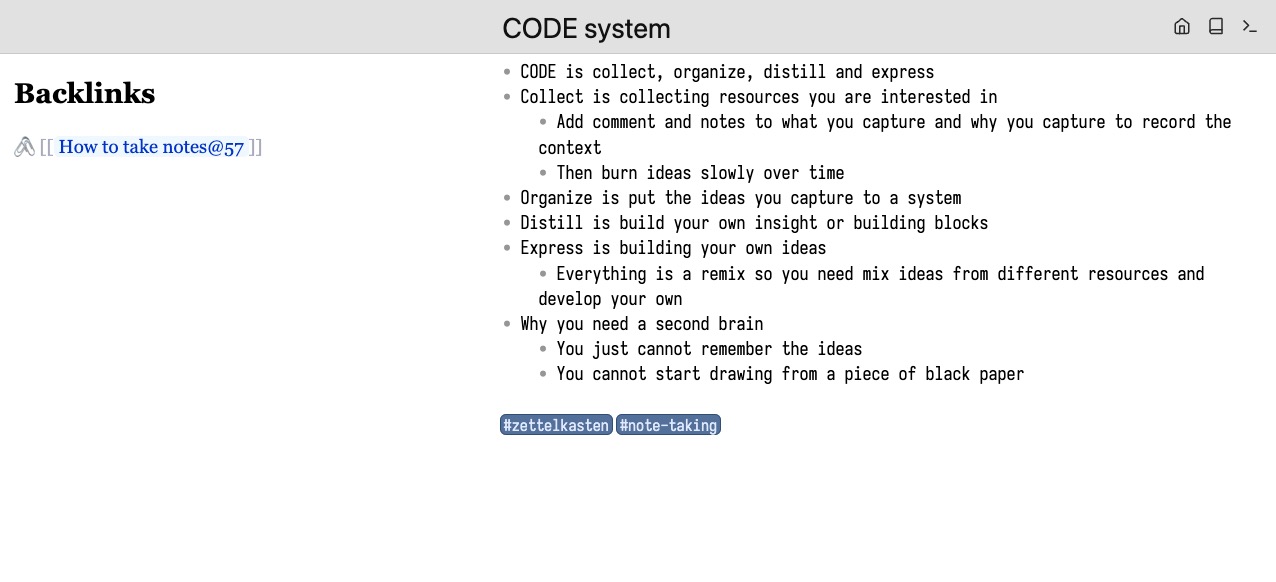 CODE system
Backlinks
[[ How to take notes@57 ]]
• CODE is collect, organize, distill and express
• Collect is collecting resources you are interested in
• Add comment and notes to what you capture and why you capture to record the
context
• Then burn ideas slowly over time
• Organize is put the ideas you capture to a system
• Distill is build your own insight or building blocks
• Express is building your own ideas
• Everything is a remix so you need mix ideas from different resources and
develop your own
• Why you need a second brain
• You just cannot remember the ideas
• You cannot start drawing from a piece of black paper
#zettelkasten #note-taking